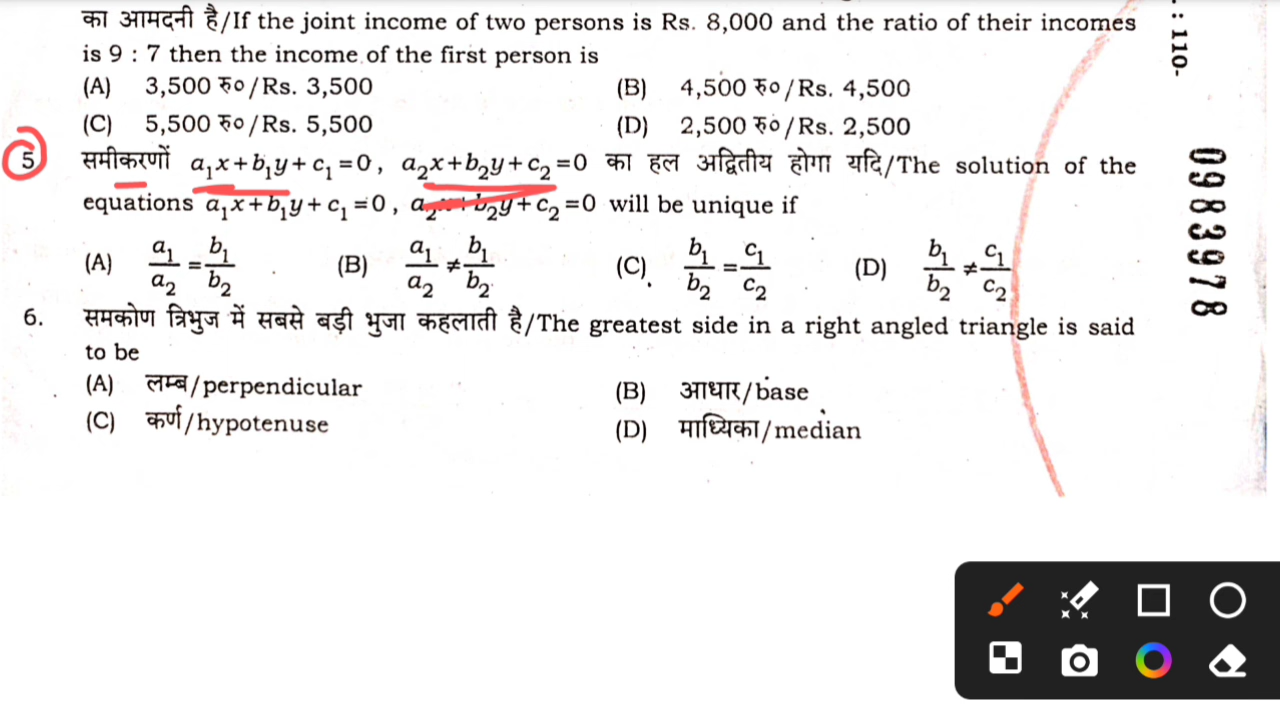 का आमदनी है/If the joint income of two persons is Rs. 8,000 and the ratio of their incomes
is 9 : 7 then the income of the first person is
(A) 3,500 रु०/Rs. 3,500 (B) 4,500 रु०/Rs. 4,500
(C) 5,500 रु०/Rs. 5,500 (D) 2,500 रु०/Rs. 2,500
5 समीकरणों a₁x+b₁y+c₁=0, a₂x+b₂y+c₂=0 का हल अद्वितीय होगा यदि/The solution of the
equations a₁x+b₁y+c₁=0, a₂x+b₂y+c₂=0 will be unique if
(A) a₁/a₂ = b₁/b₂ (B) a₁/a₂ ≠ b₁/b₂ (C) b₁/b₂ = c₁/c₂ (D) b₁/b₂ ≠ c₁/c₂
6. समकोण त्रिभुज में सबसे बड़ी भुजा कहलाती है/The greatest side in a right angled triangle is said
to be
(A) लम्ब/perpendicular (B) आधार/base
(C) कर्ण/hypotenuse (D) माध्यिका/median
: 110-
0983978